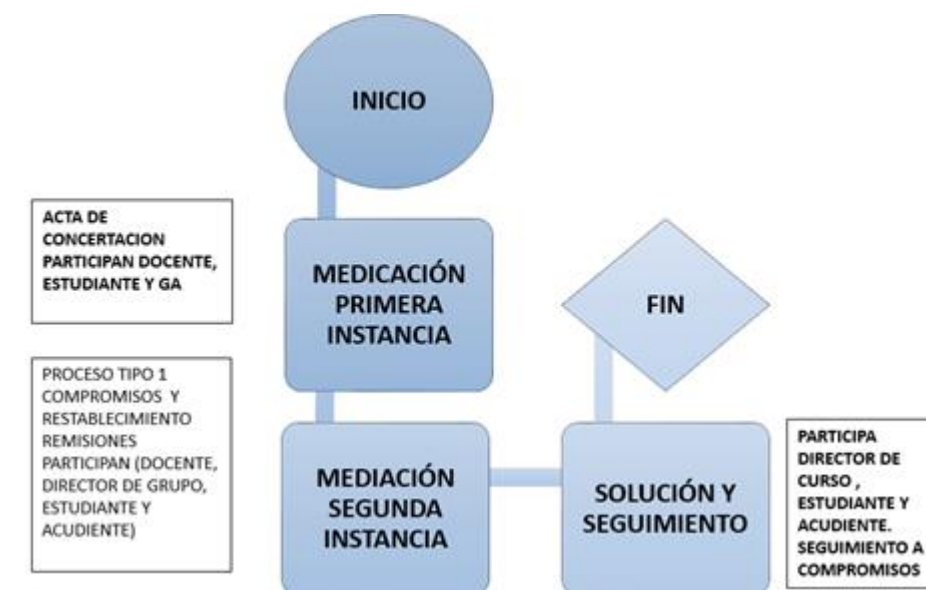 INICIO
ACTA DE
CONCERTACION
PARTICIPAN DOCENTE,
ESTUDIANTE Y GA
MEDICACIÓN
PRIMERA
INSTANCIA
FIN
PROCESO TIPO 1
COMPROMISOS Y
RESTABLECIMIENTO
REMISIONES
PARTICIPAN (DOCENTE,
DIRECTOR DE GRUPO,
ESTUDIANTE Y
ACUDIENTE)
MEDIACIÓN
SEGUNDA
INSTANCIA
SOLUCIÓN Y
SEGUIMIENTO
PARTICIPA
DIRECTOR DE
CURSO ,
ESTUDIANTE Y
ACUDIENTE.
SEGUIMIENTO A
COMPROMISOS